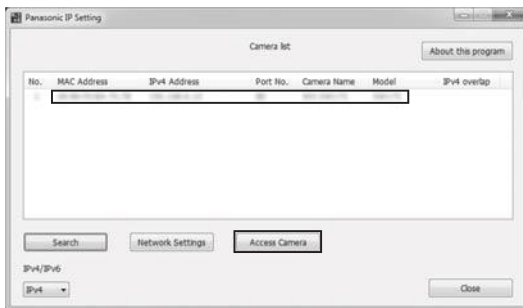 Panasonic IP Setting
Camera list
About this program
No. MAC Address IPv4 Address Port No. Camera Name Model IPv4 overlap
Search Network Settings Access Camera
IPv4/IPv6
IPv4
Close